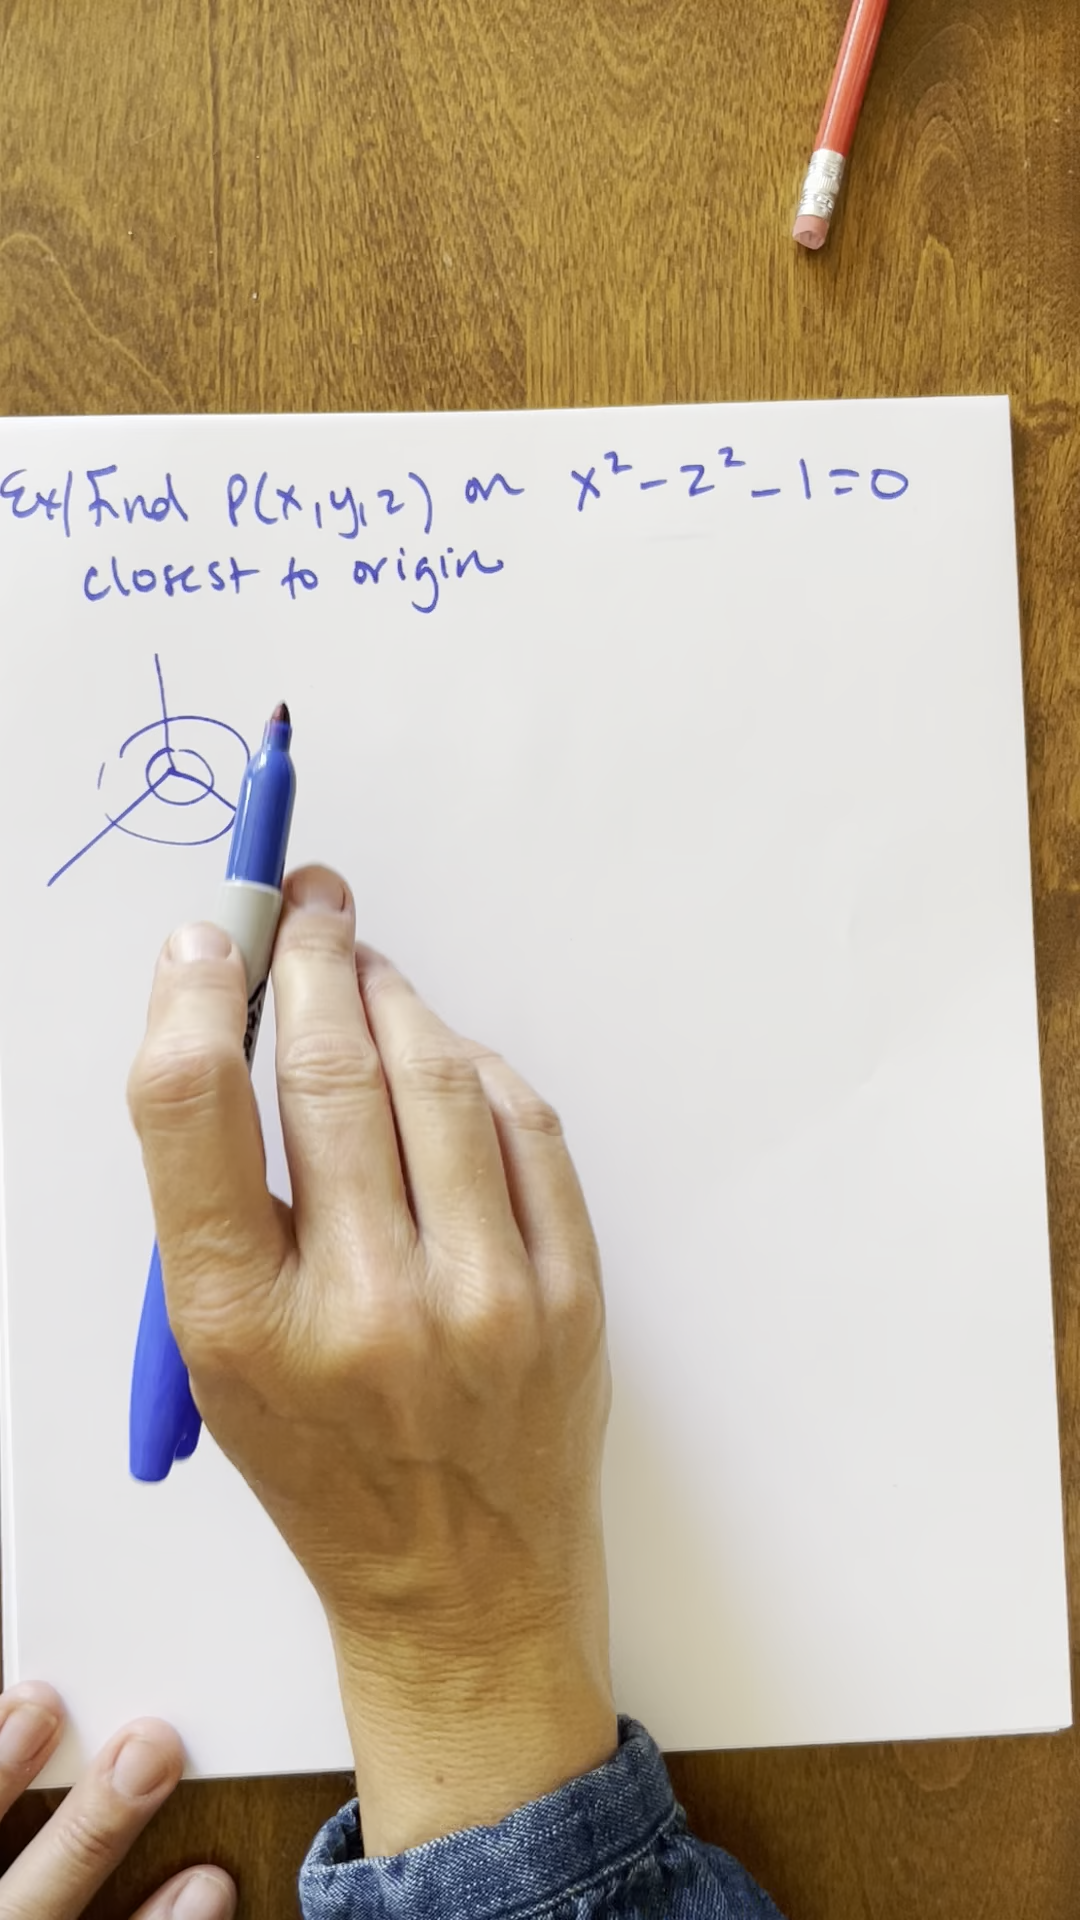 Ex/ Find P(x,y,z) on x²-z²-1=0
closest to origin